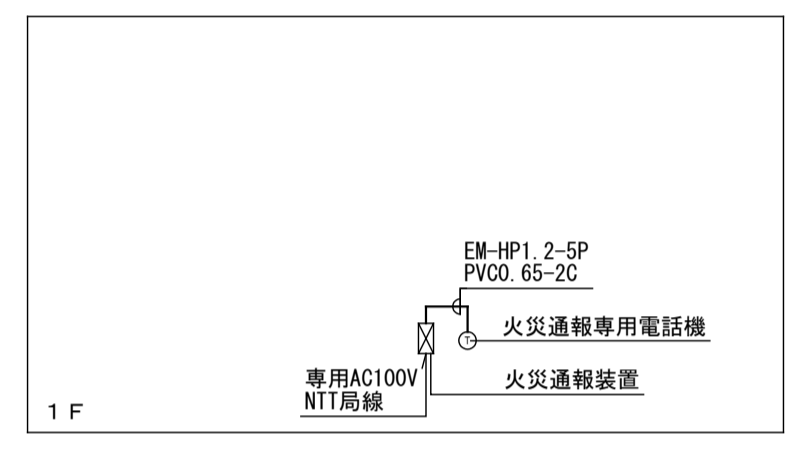 EM-HP1.2-5P
PVC0.65-2C
火災通報専用電話機
T
専用AC100V
NTT局線
火災通報装置
1F